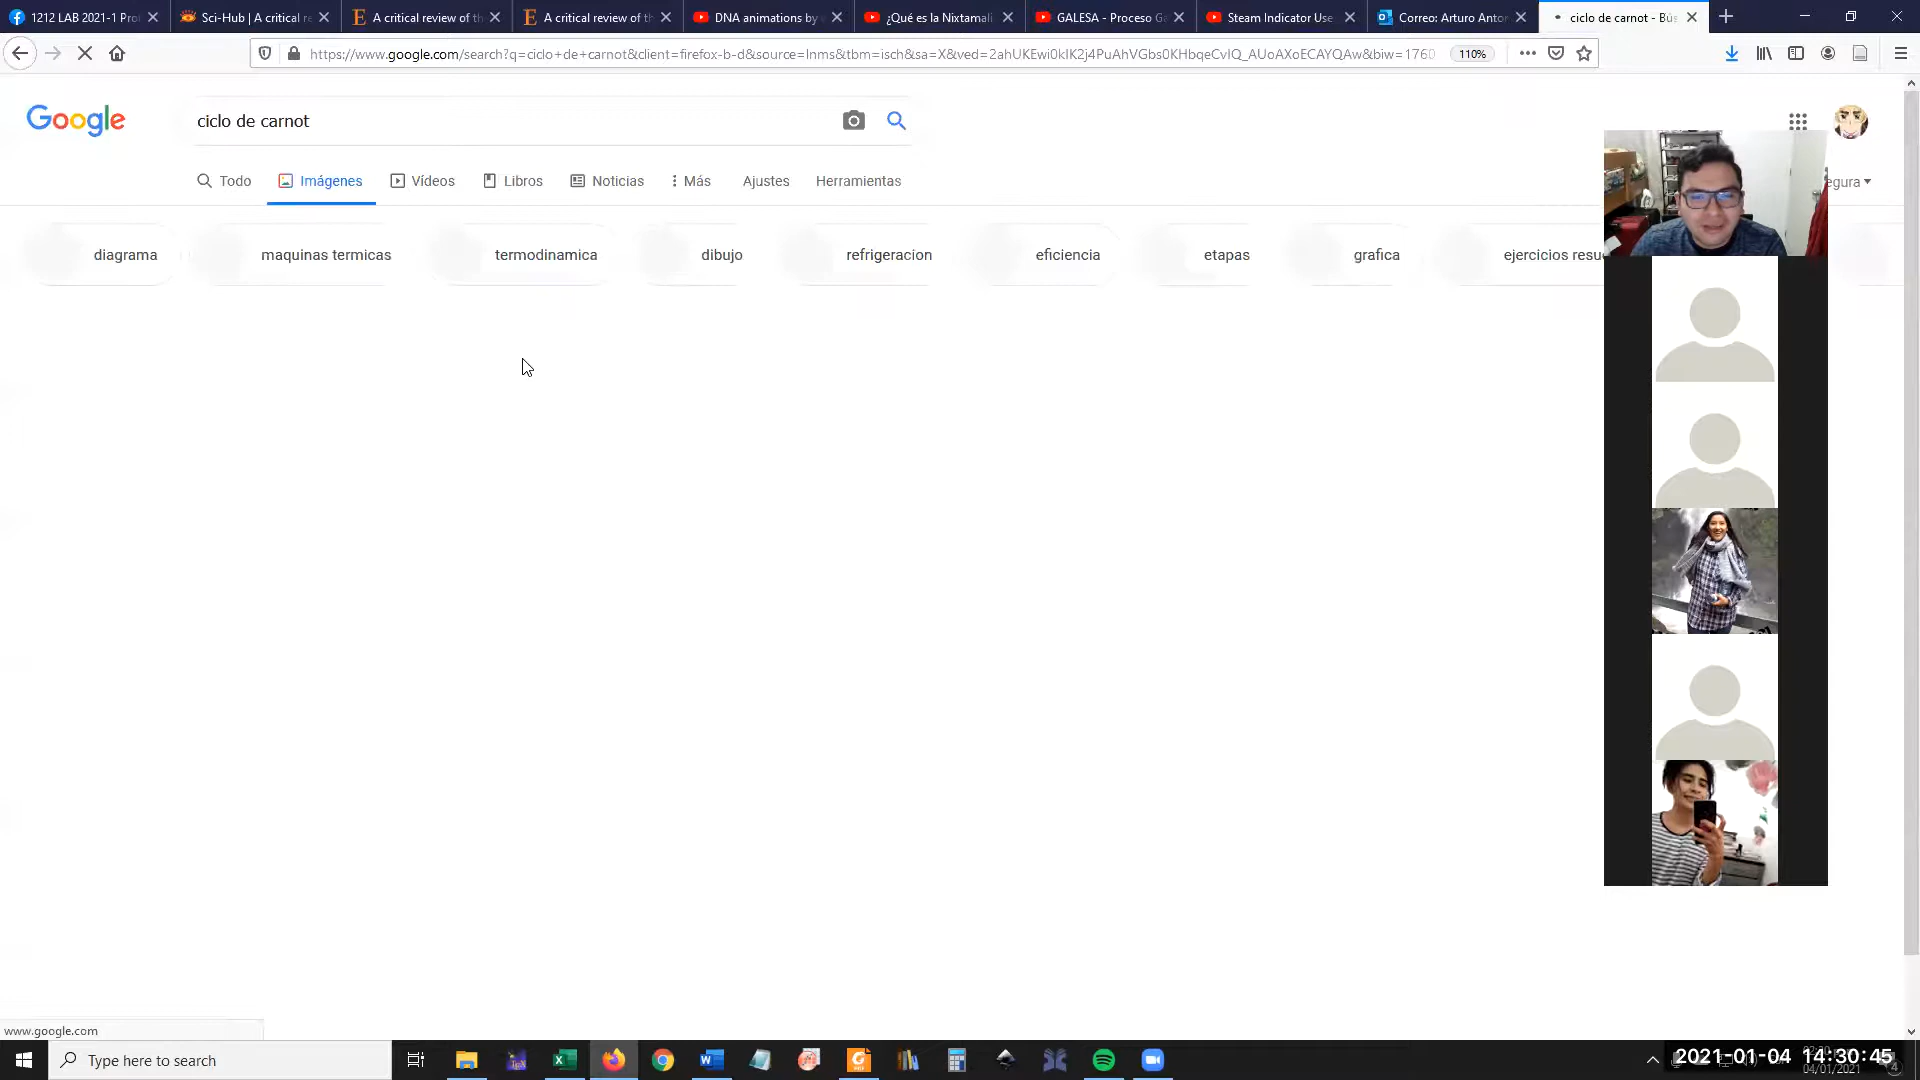 1212 LAB 2021-1 Pro
Sci-Hub | A critical re
A critical review of th
A critical review of th
DNA animations by
¿Qué es la Nixtamali
GALESA - Proceso G
Steam Indicator Use
Correo: Arturo Anto
ciclo de carnot - Bús
https://www.google.com/search?q=ciclo+de+carnot&client=firefox-b-d&source=lnms&tbm=isch&sa=X&ved=2ahUKEwi0kIK2j4PuAhVGbs0KHbqeCvIQ_AUoAXoECAYQAw&biw=1760
110%
Google
ciclo de carnot
Todo
Imágenes
Vídeos
Libros
Noticias
Más
Ajustes
Herramientas
egura
diagrama
maquinas termicas
termodinamica
dibujo
refrigeracion
eficiencia
etapas
grafica
ejercicios resu
www.google.com
Type here to search
2021-01-04 14:30:45
04/01/2021
4